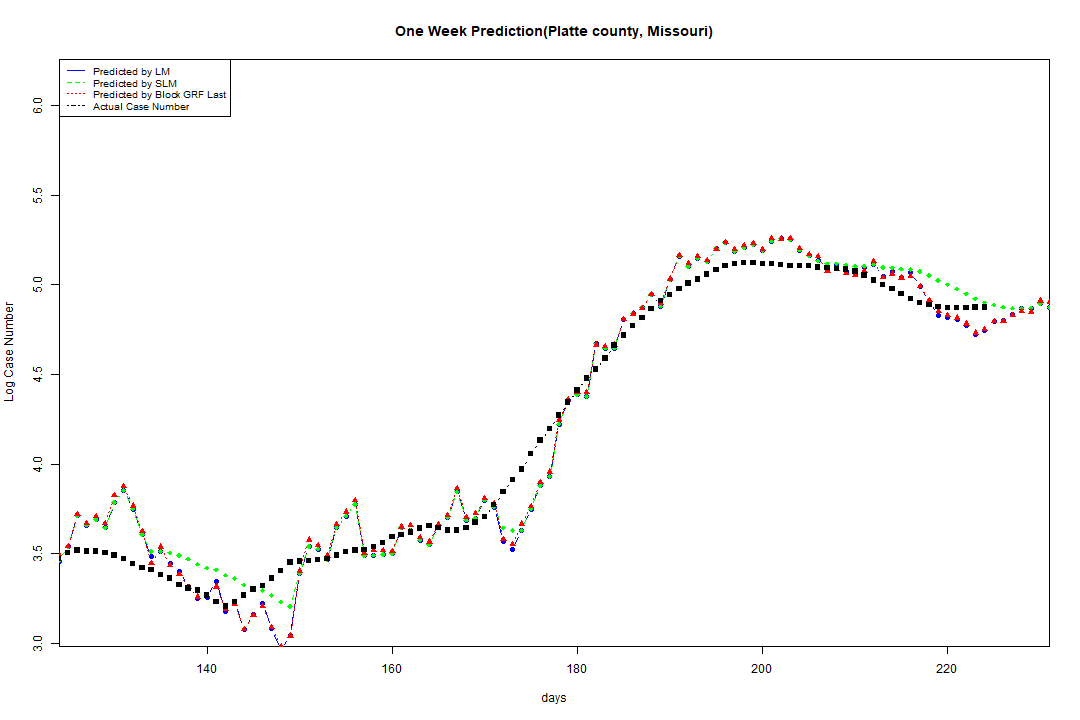 One Week Prediction(Platte county, Missouri)
Predicted by LM
Predicted by SLM
Predicted by Block GRF Last
Actual Case Number
6.0
5.5
5.0
4.5
4.0
3.5
3.0
Log Case Number
140 160 180 200 220
days